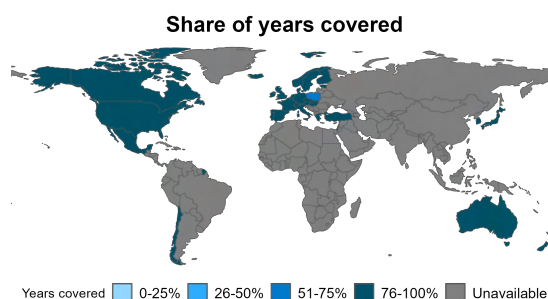 Share of years covered
Years covered 0-25% 26-50% 51-75% 76-100% Unavailable